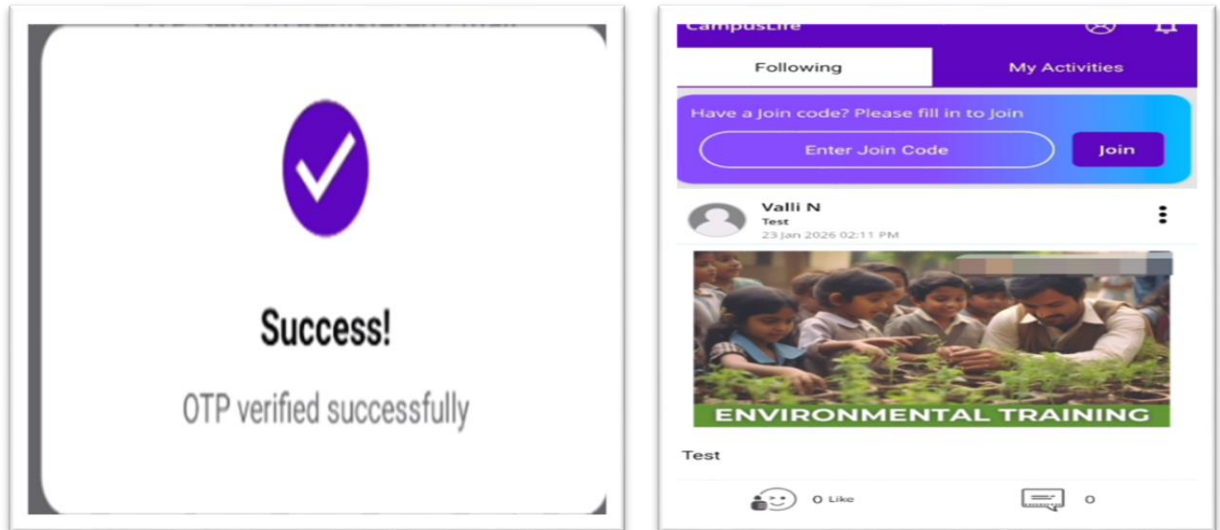 Success!
OTP verified successfully
CampusLife
Following
My Activities
Have a Join code? Please fill in to Join
Enter Join Code
Join
Valli N
Test
23 Jan 2026 02:11 PM
ENVIRONMENTAL TRAINING
Test
0 Like
0